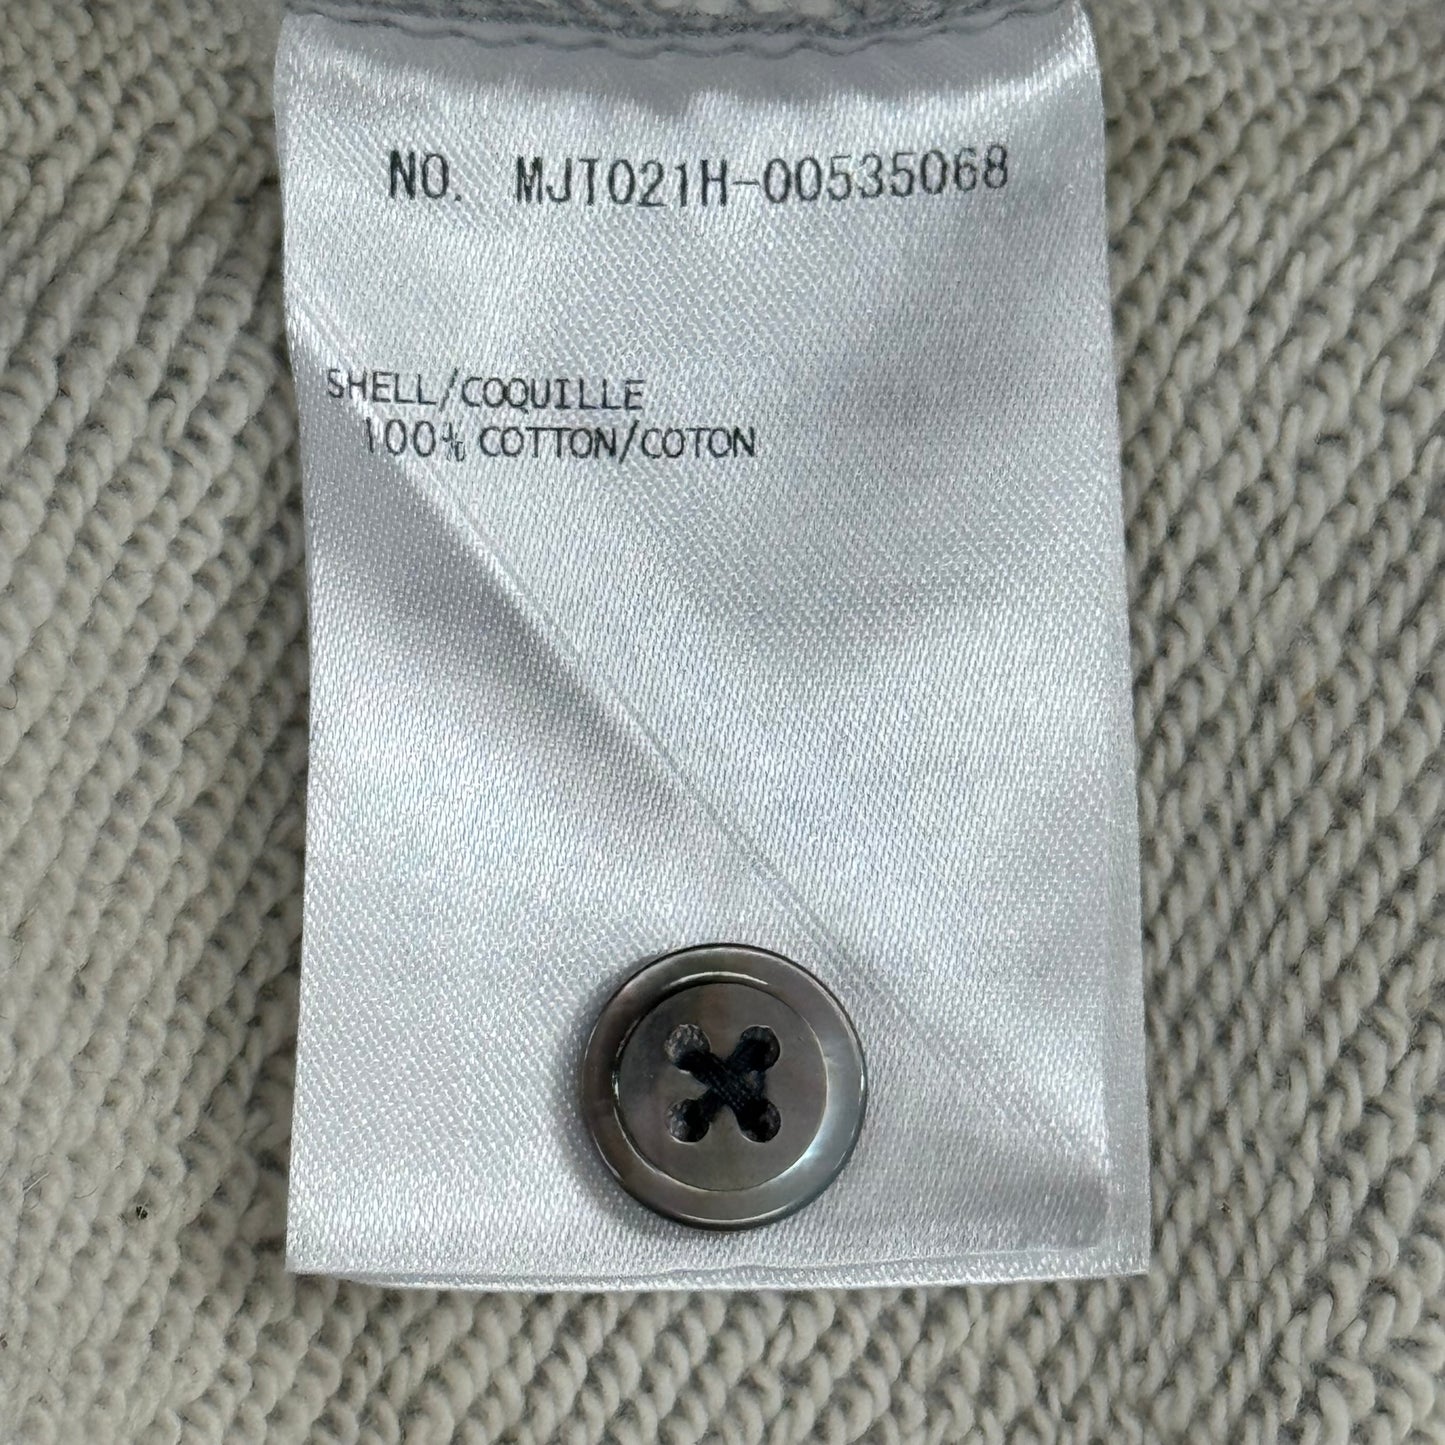 NO. MJT021H-00535068
SHELL/COQUILLE
100% COTTON/COTON